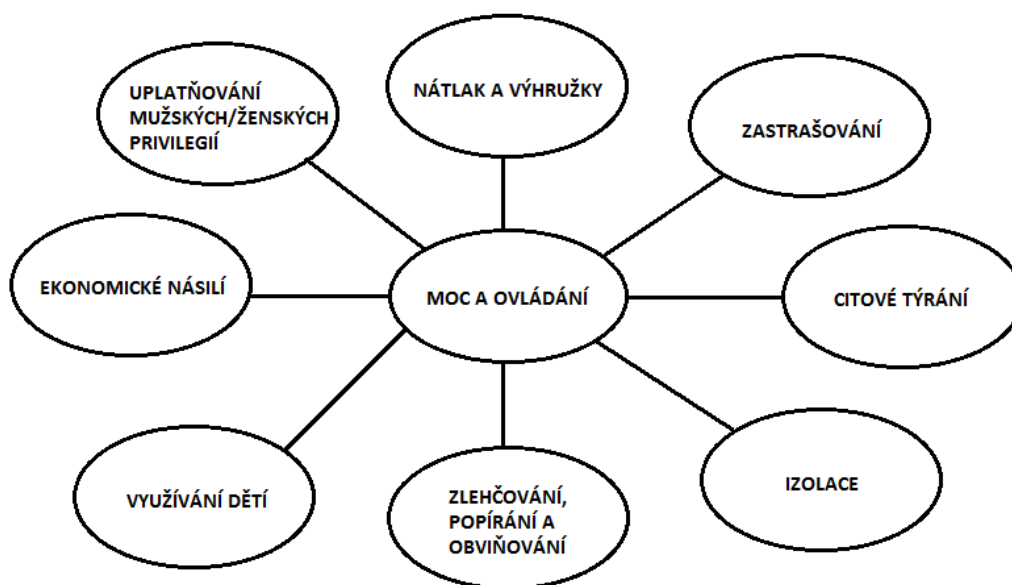 UPLATŇOVÁNÍ
MUŽSKÝCH/ŽENSKÝCH
PRIVILEGIÍ
NÁTLAK A VÝHRUŽKY
ZASTRAŠOVÁNÍ
EKONOMICKÉ NÁSILÍ
MOC A OVLÁDÁNÍ
CITOVÉ TÝRÁNÍ
VYUŽÍVÁNÍ DĚTÍ
ZLEHČOVÁNÍ,
POPÍRÁNÍ A
OBVIŇOVÁNÍ
IZOLACE